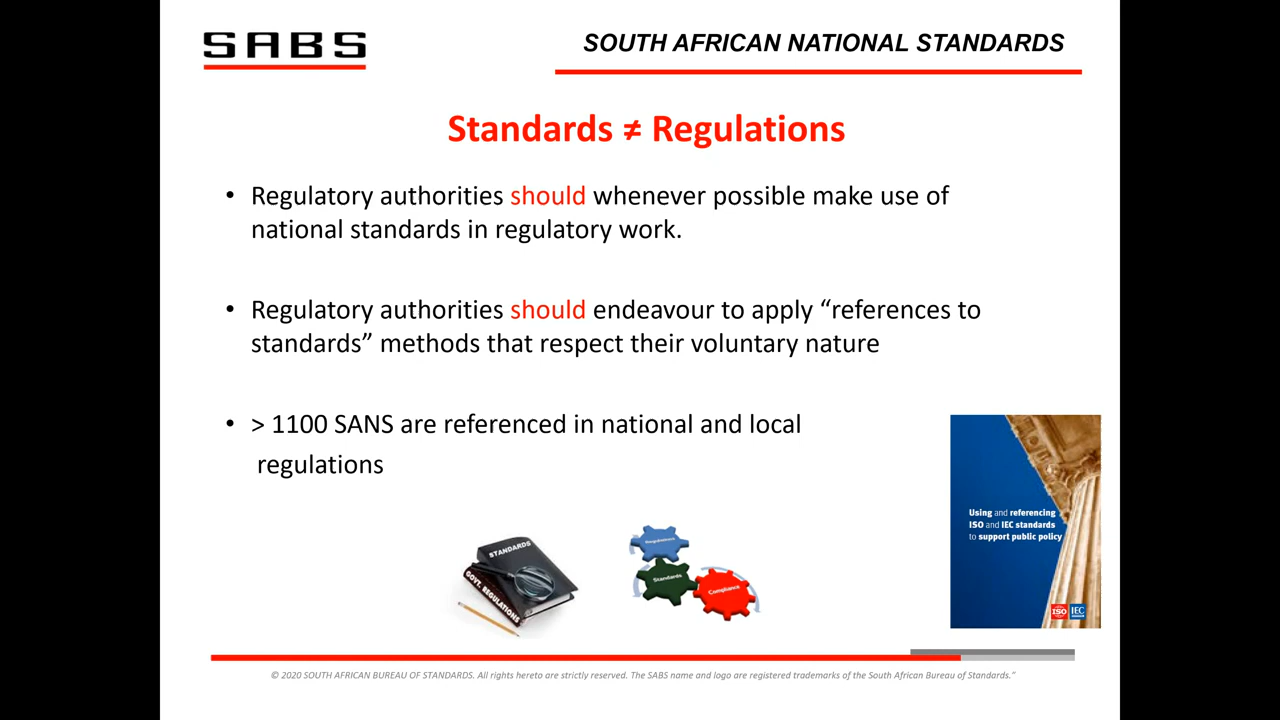 SABS
SOUTH AFRICAN NATIONAL STANDARDS
Standards ≠ Regulations
• Regulatory authorities should whenever possible make use of
national standards in regulatory work.
• Regulatory authorities should endeavour to apply “references to
standards” methods that respect their voluntary nature
• > 1100 SANS are referenced in national and local
regulations
STANDARDS
GOVT. REGULATIONS
Regulations
Standards
Compliance
Using and referencing
ISO and IEC standards
to support public policy
ISO IEC
© 2020 SOUTH AFRICAN BUREAU OF STANDARDS. All rights hereto are strictly reserved. The SABS name and logo are registered trademarks of the South African Bureau of Standards.”